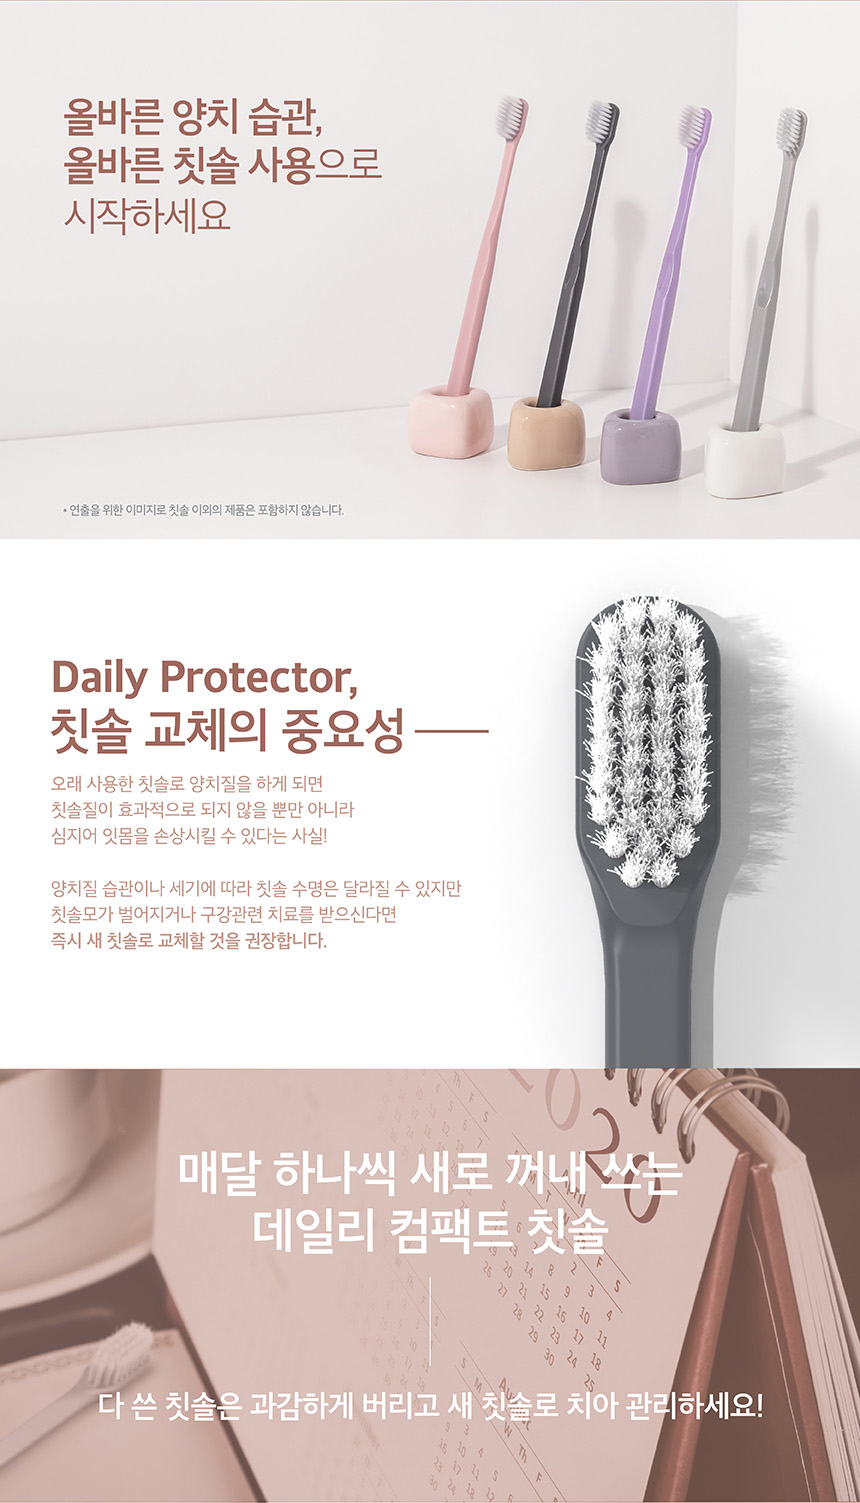 올바른 양치 습관,
올바른 칫솔 사용으로
시작하세요
* 연출을 위한 이미지로 칫솔 이외의 제품은 포함하지 않습니다.
Daily Protector,
칫솔 교체의 중요성
오래 사용한 칫솔로 양치질을 하게 되면
칫솔질이 효과적으로 되지 않을 뿐만 아니라
심지어 잇몸을 손상시킬 수 있다는 사실!
양치질 습관이나 세기에 따라 칫솔 수명은 달라질 수 있지만
칫솔모가 벌어지거나 구강관련 치료를 받으신다면
즉시 새 칫솔로 교체할 것을 권장합니다.
매달 하나씩 새로 꺼내 쓰는
데일리 컴팩트 칫솔
다 쓴 칫솔은 과감하게 버리고 새 칫솔로 치아 관리하세요!